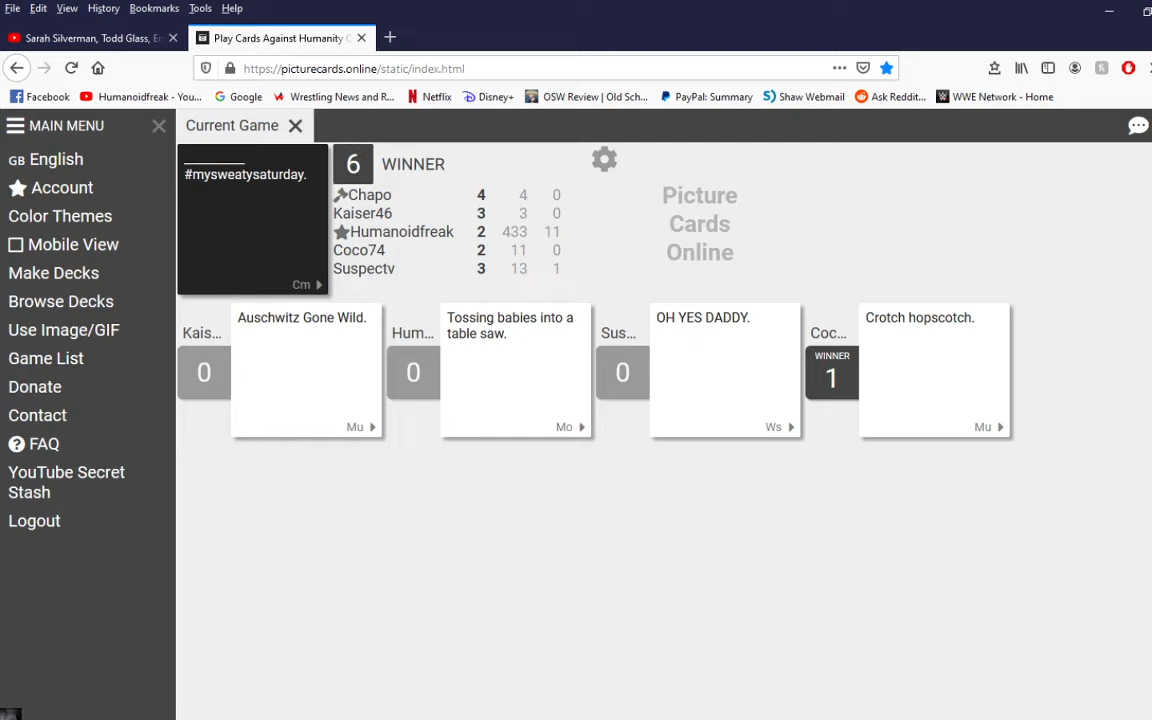 File Edit View History Bookmarks Tools Help
Sarah Silverman, Todd Glass, Er
Play Cards Against Humanity O
https://picturecards.online/static/index.html
Facebook Humanoidfreak - You... Google Wrestling News and R... Netflix Disney+ OSW Review | Old Sch... PayPal: Summary Shaw Webmail Ask Reddit... WWE Network - Home
MAIN MENU
GB English
Account
Color Themes
Mobile View
Make Decks
Browse Decks
Use Image/GIF
Game List
Donate
Contact
FAQ
YouTube Secret
Stash
Logout
Current Game
________
#mysweatysaturday.
Cm
6 WINNER
Chapo 4 4 0
Kaiser46 3 3 0
Humanoidfreak 2 433 11
Coco74 2 11 0
Suspectv 3 13 1
Picture
Cards
Online
Kais...
0
Auschwitz Gone Wild.
Mu
Hum...
0
Tossing babies into a
table saw.
Mo
Sus...
0
OH YES DADDY.
Ws
Coc...
WINNER
1
Crotch hopscotch.
Mu